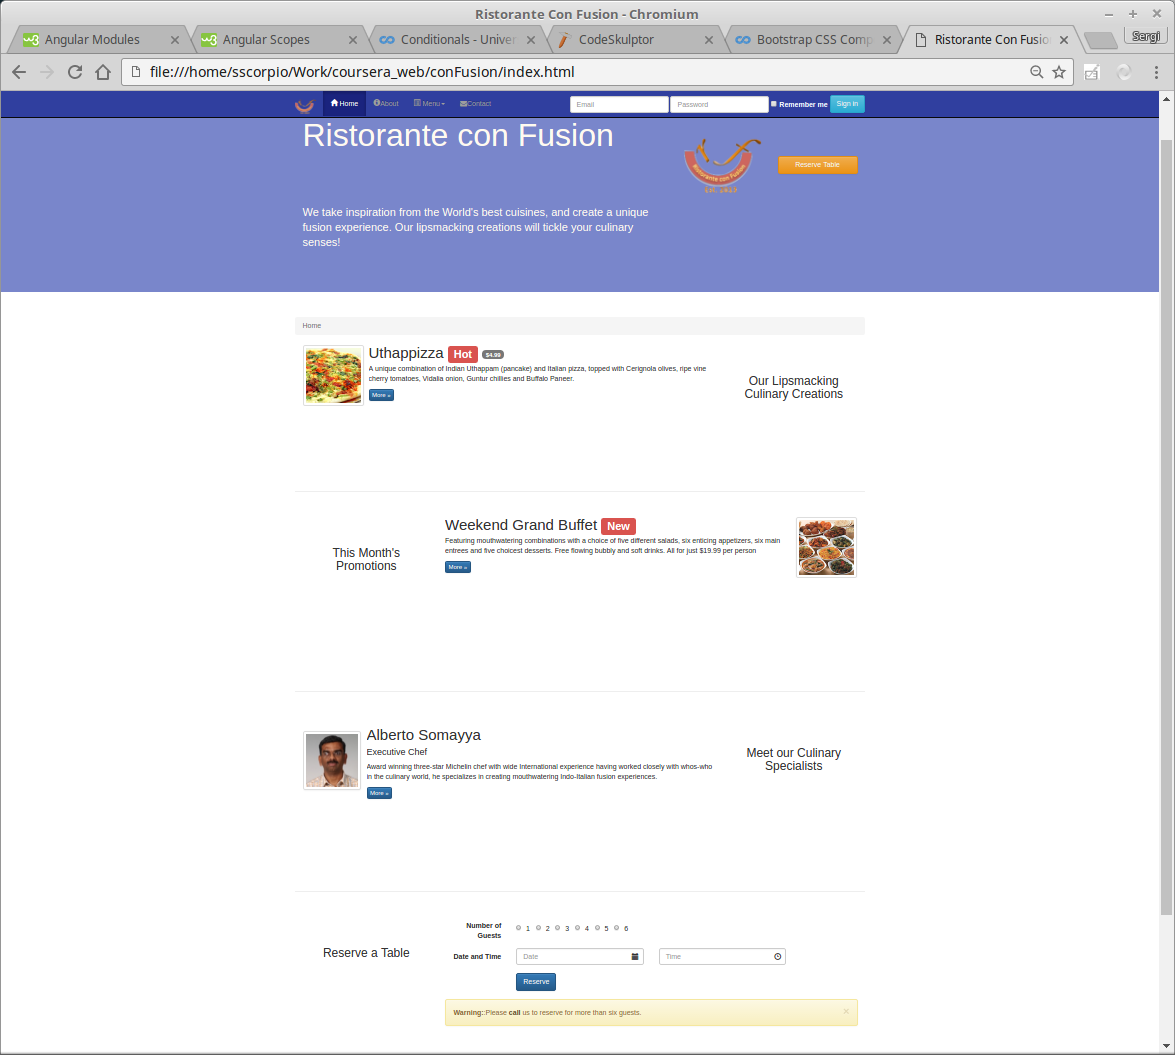 Ristorante Con Fusion - Chromium
Angular Modules
Angular Scopes
Conditionals - Univer
CodeSkulptor
Bootstrap CSS Comp
Ristorante Con Fusio
Sergi
file:///home/sscorpio/Work/coursera_web/conFusion/index.html
Home
About
Menu
Contact
Email
Password
Remember me
Sign in
Ristorante con Fusion
Ristorante con Fusion
Reserve Table
We take inspiration from the World's best cuisines, and create a unique
fusion experience. Our lipsmacking creations will tickle your culinary
senses!
Home
Uthappizza Hot $4.99
A unique combination of Indian Uthappam (pancake) and Italian pizza, topped with Cerignola olives, ripe vine
cherry tomatoes, Vidalia onion, Guntur chillies and Buffalo Paneer.
More »
Our Lipsmacking
Culinary Creations
This Month's
Promotions
Weekend Grand Buffet New
Featuring mouthwatering combinations with a choice of five different salads, six enticing appetizers, six main
entrees and five choicest desserts. Free flowing bubbly and soft drinks. All for just $19.99 per person
More »
Alberto Somayya
Executive Chef
Award winning three-star Michelin chef with wide International experience having worked closely with whos-who
in the culinary world, he specializes in creating mouthwatering Indo-Italian fusion experiences.
More »
Meet our Culinary
Specialists
Reserve a Table
Number of
Guests
1 2 3 4 5 6
Date and Time
Date
Time
Reserve
Warning::Please call us to reserve for more than six guests.
×